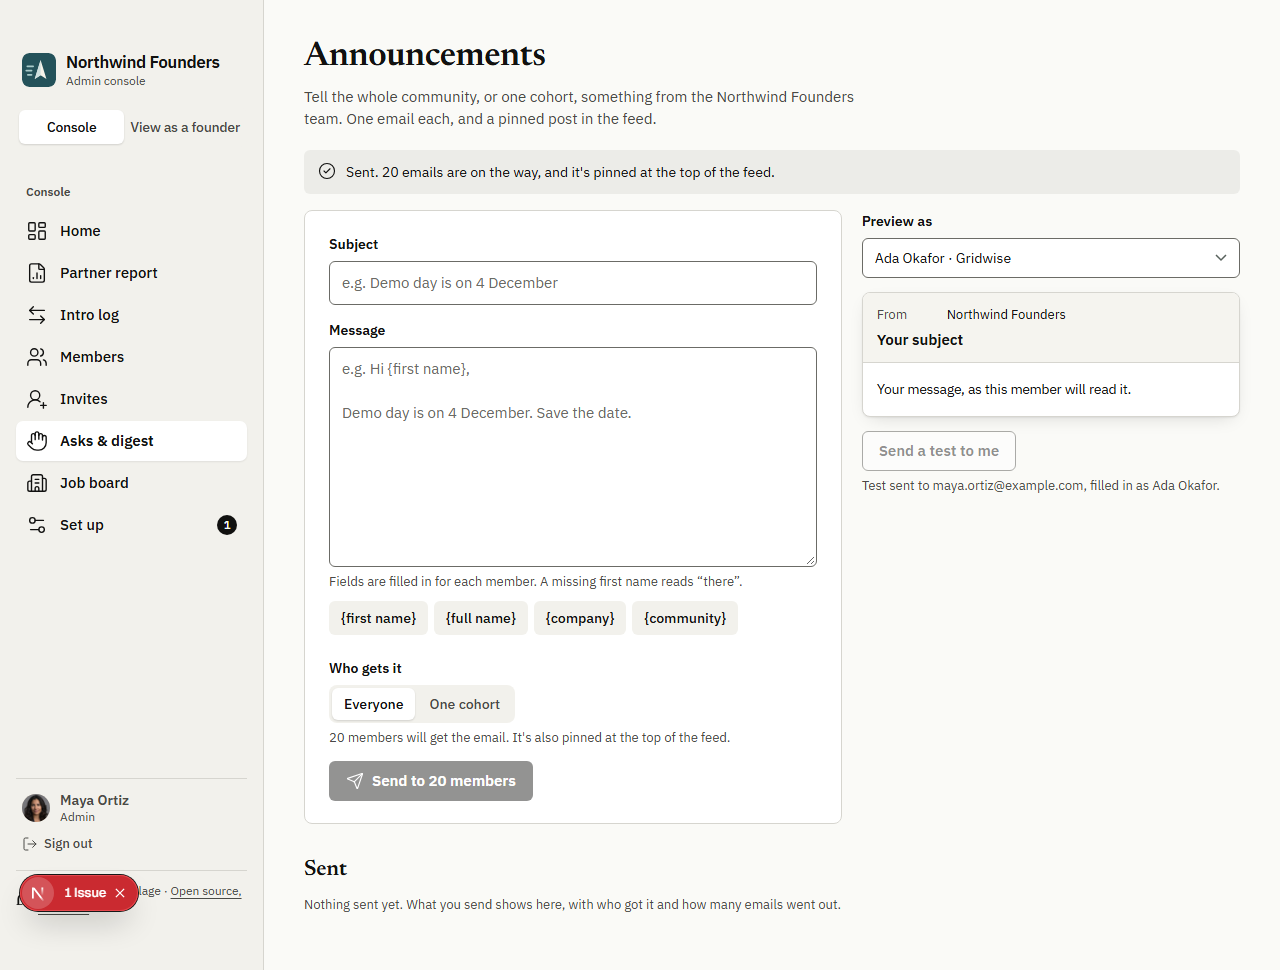 Northwind Founders
Admin console
Console
View as a founder
Console
Home
Partner report
Intro log
Members
Invites
Asks & digest
Job board
Set up
1
Maya Ortiz
Admin
Sign out
lage · Open source,
N
1 Issue
Announcements
Tell the whole community, or one cohort, something from the Northwind Founders
team. One email each, and a pinned post in the feed.
Sent. 20 emails are on the way, and it's pinned at the top of the feed.
Subject
e.g. Demo day is on 4 December
Message
e.g. Hi {first name},
Demo day is on 4 December. Save the date.
Fields are filled in for each member. A missing first name reads “there”.
{first name}
{full name}
{company}
{community}
Who gets it
Everyone
One cohort
20 members will get the email. It's also pinned at the top of the feed.
Send to 20 members
Preview as
Ada Okafor · Gridwise
From
Northwind Founders
Your subject
Your message, as this member will read it.
Send a test to me
Test sent to maya.ortiz@example.com, filled in as Ada Okafor.
Sent
Nothing sent yet. What you send shows here, with who got it and how many emails went out.